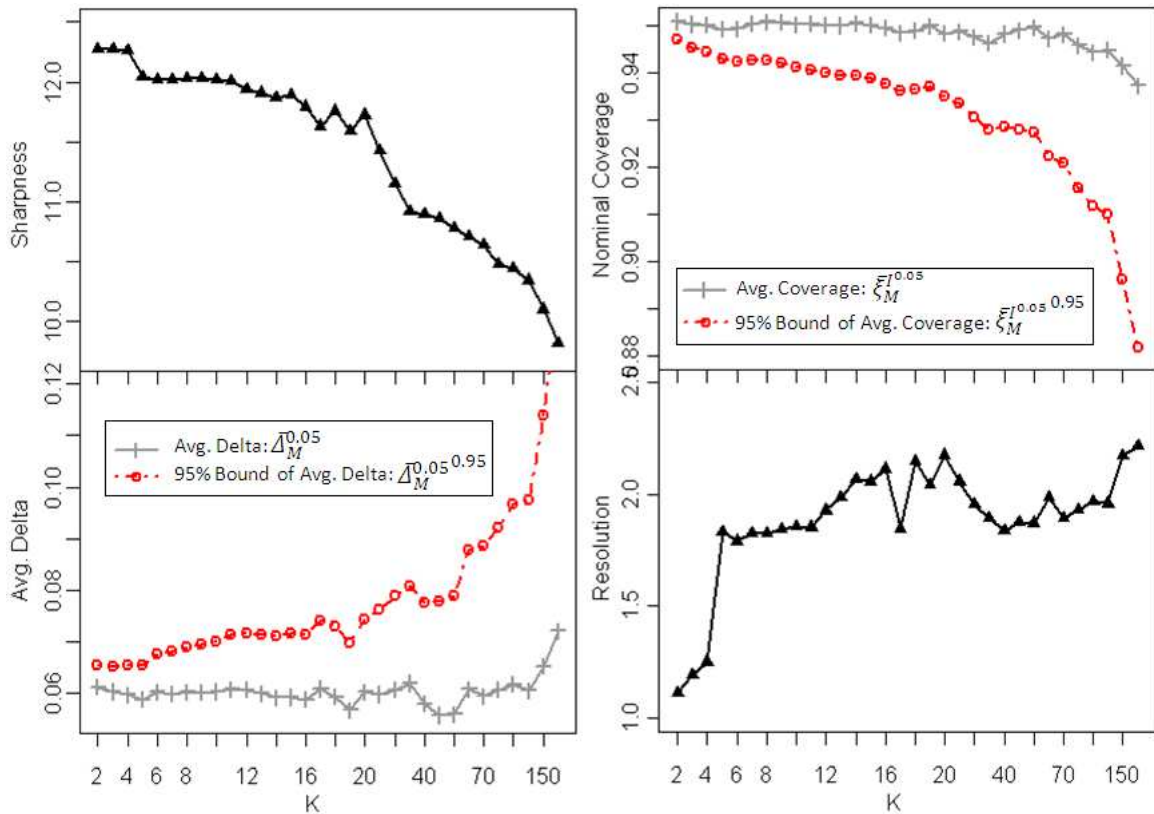 Sharpness
12.0
11.0
10.0
Nominal Coverage
0.94
0.92
0.90
0.88
Avg. Coverage: ξ̄_M^{I^{0.05}}
95% Bound of Avg. Coverage: ξ̄_M^{I^{0.05} 0.95}
Avg. Delta
0.12
0.10
0.08
0.06
Avg. Delta: Δ̄_M^{0.05}
95% Bound of Avg. Delta: Δ̄_M^{0.05 0.95}
2 4 6 8 12 16 20 40 70 150
K
Resolution
2.5
2.0
1.5
1.0
2 4 6 8 12 16 20 40 70 150
K